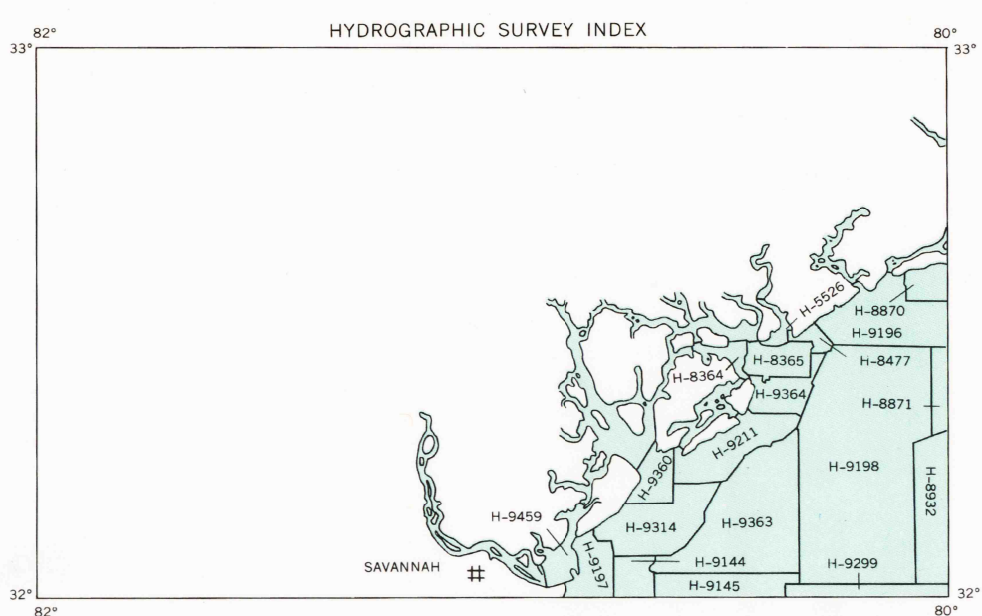 HYDROGRAPHIC SURVEY INDEX
82°
80°
33°
33°
H-5526
H-8870
H-9196
H-8365
H-8477
H-8364
H-9364
H-8871
H-9211
H-9360
H-9198
H-8932
H-9459
H-9314
H-9363
H-9197
H-9144
H-9299
SAVANNAH
H-9145
32°
32°
82°
80°